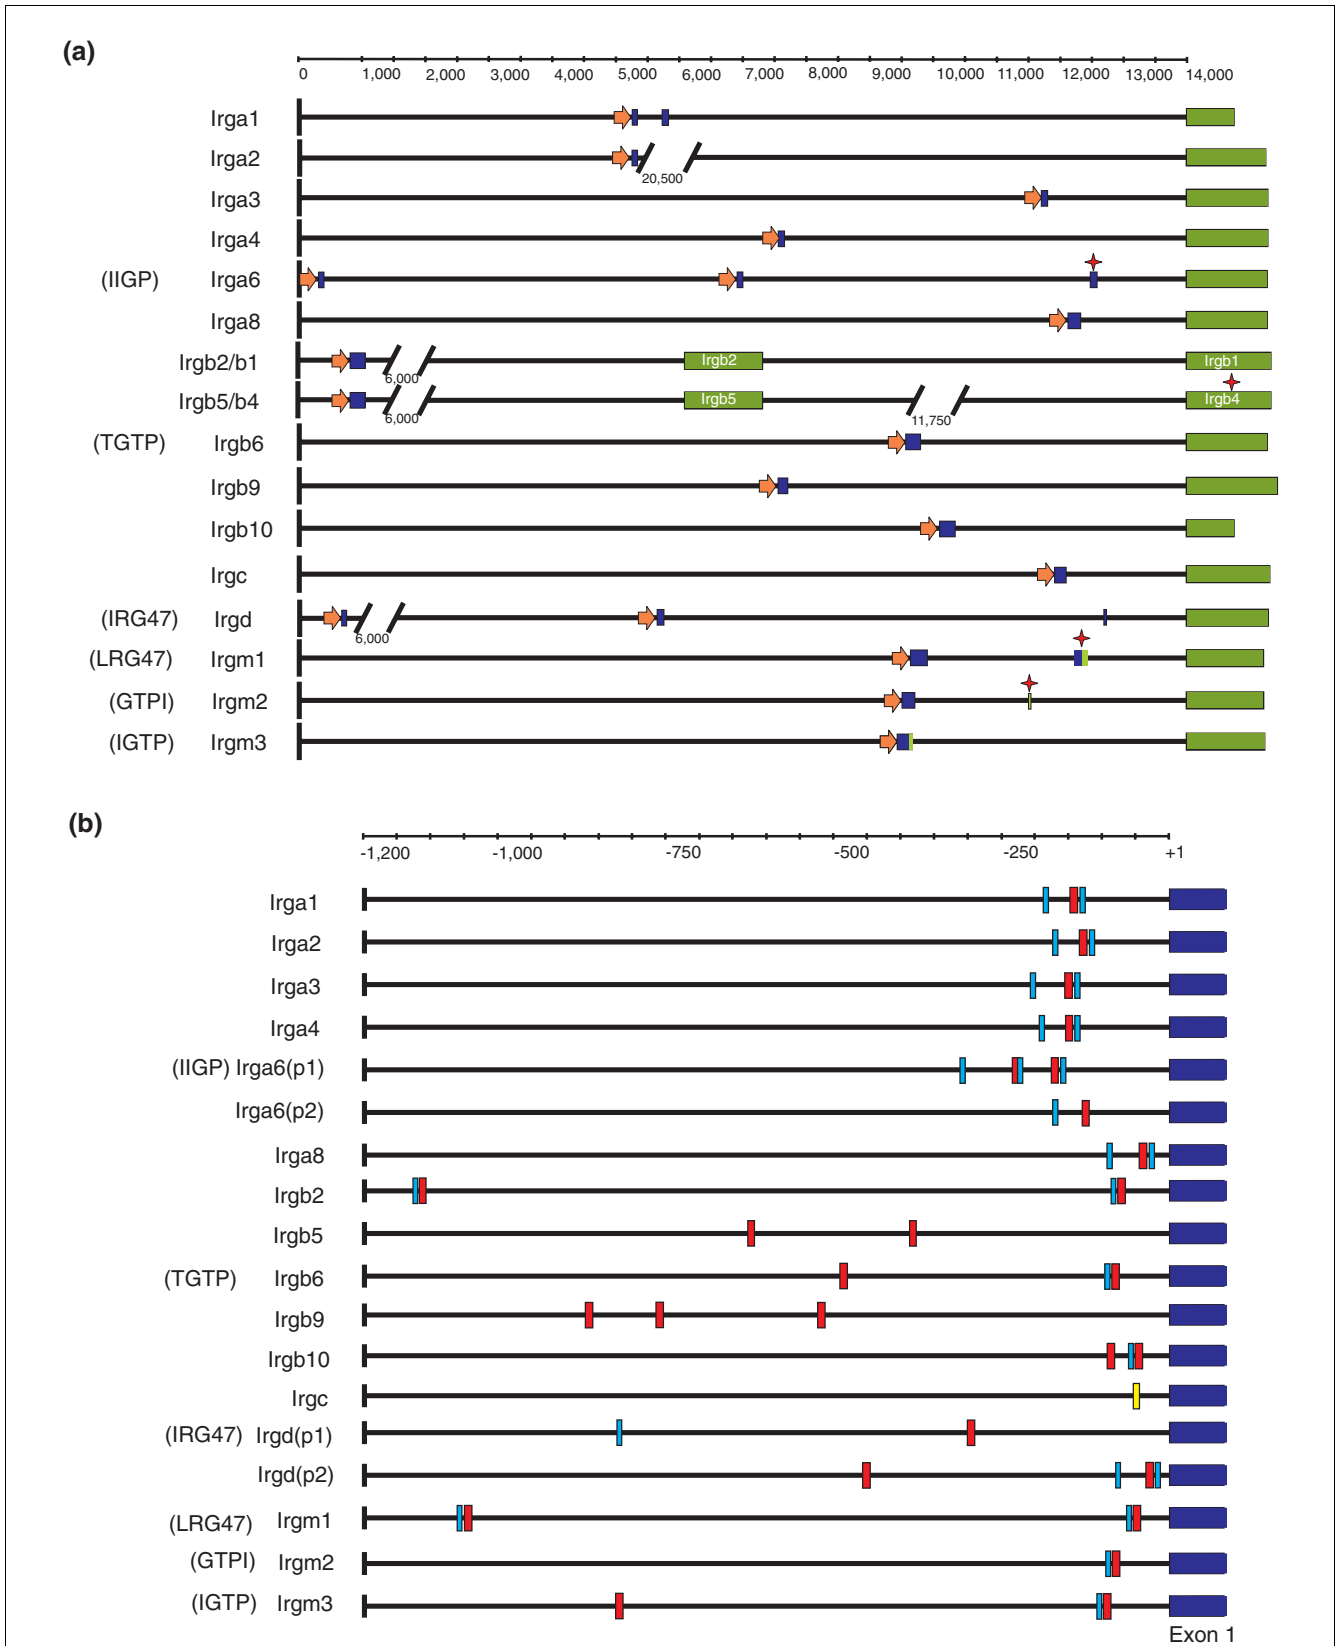 (a)
0 1,000 2,000 3,000 4,000 5,000 6,000 7,000 8,000 9,000 10,000 11,000 12,000 13,000 14,000
Irga1
Irga2
20,500
Irga3
Irga4
(IIGP) Irga6
Irga8
Irgb2/b1 Irgb2 Irgb1
6,000
Irgb5/b4 Irgb5 Irgb4
6,000 11,750
(TGTP) Irgb6
Irgb9
Irgb10
Irgc
(IRG47) Irgd
6,000
(LRG47) Irgm1
(GTPI) Irgm2
(IGTP) Irgm3
(b)
-1,200 -1,000 -750 -500 -250 +1
Irga1
Irga2
Irga3
Irga4
(IIGP) Irga6(p1)
Irga6(p2)
Irga8
Irgb2
Irgb5
(TGTP) Irgb6
Irgb9
Irgb10
Irgc
(IRG47) Irgd(p1)
Irgd(p2)
(LRG47) Irgm1
(GTPI) Irgm2
(IGTP) Irgm3
Exon 1